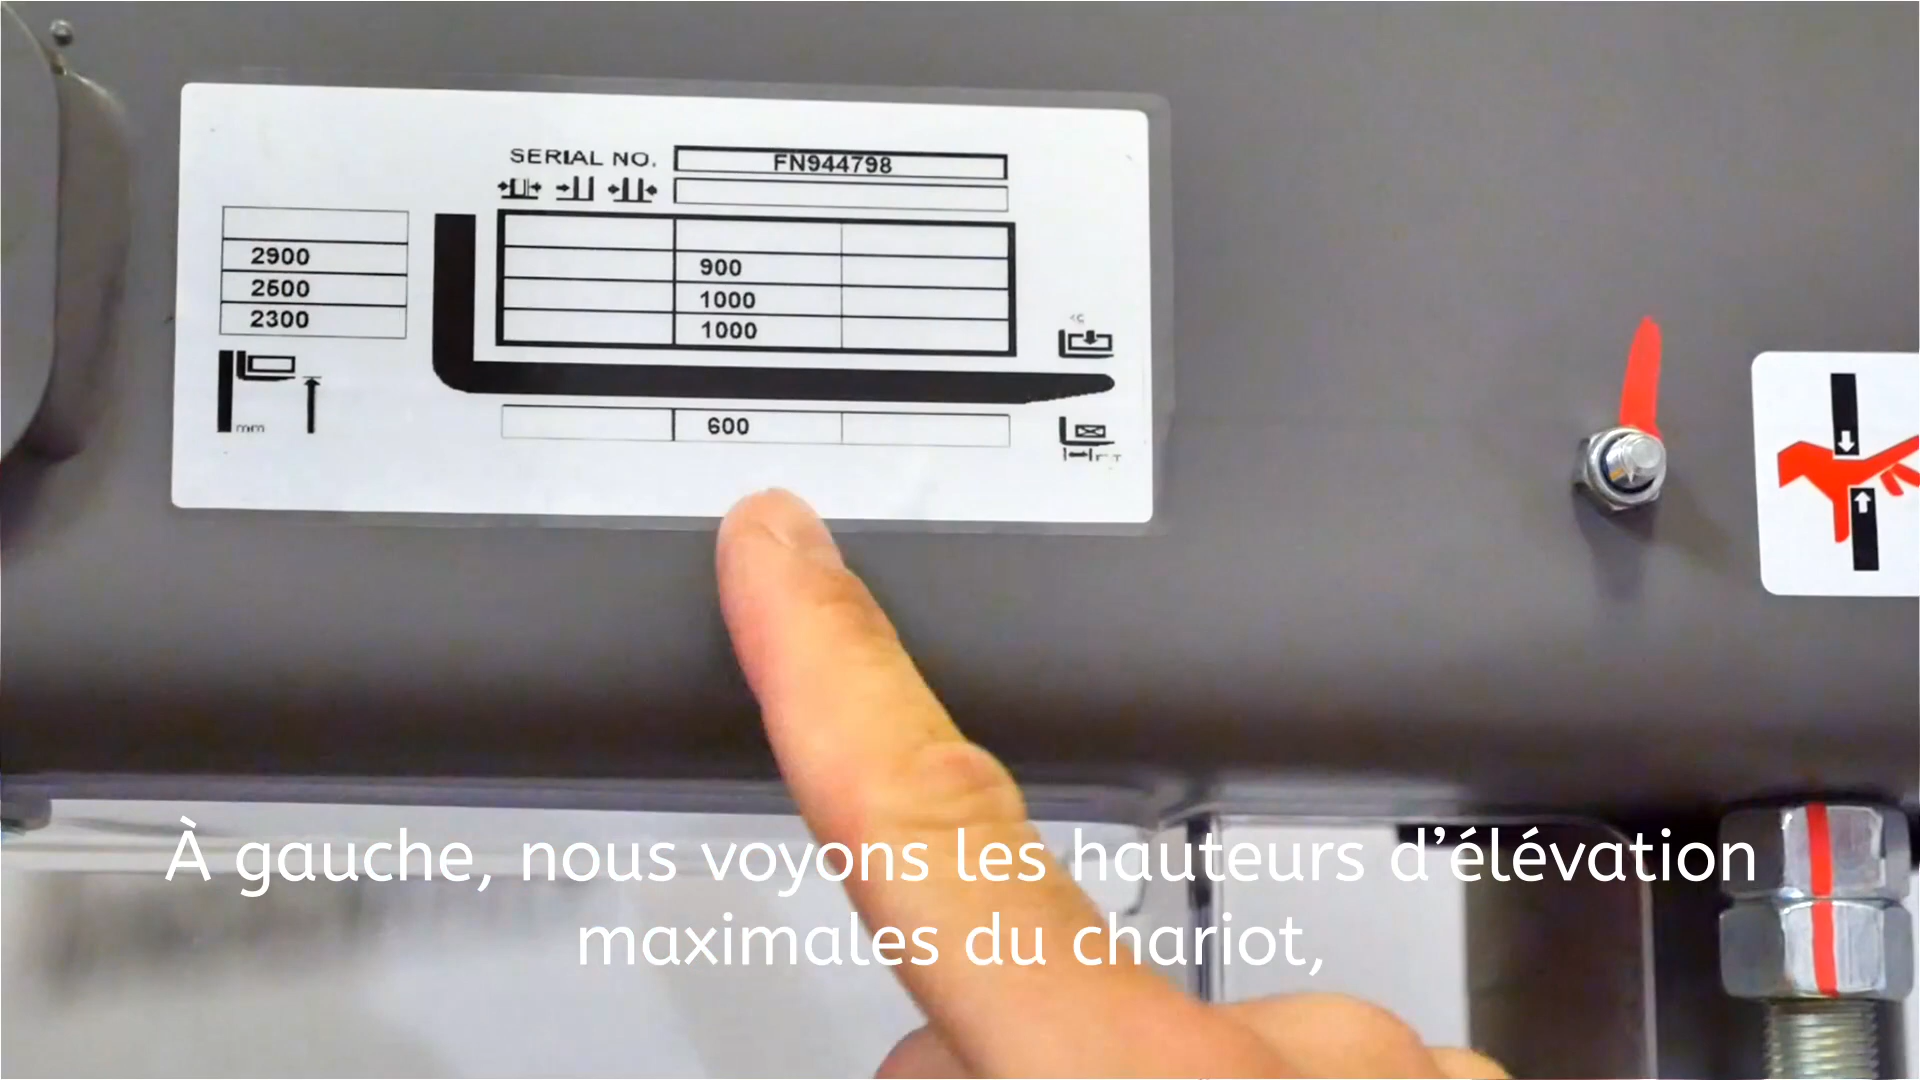 SERIAL NO. FN944798
2900 900
2500 1000
2300 1000
mm
600
À gauche, nous voyons les hauteurs d’élévation
maximales du chariot,